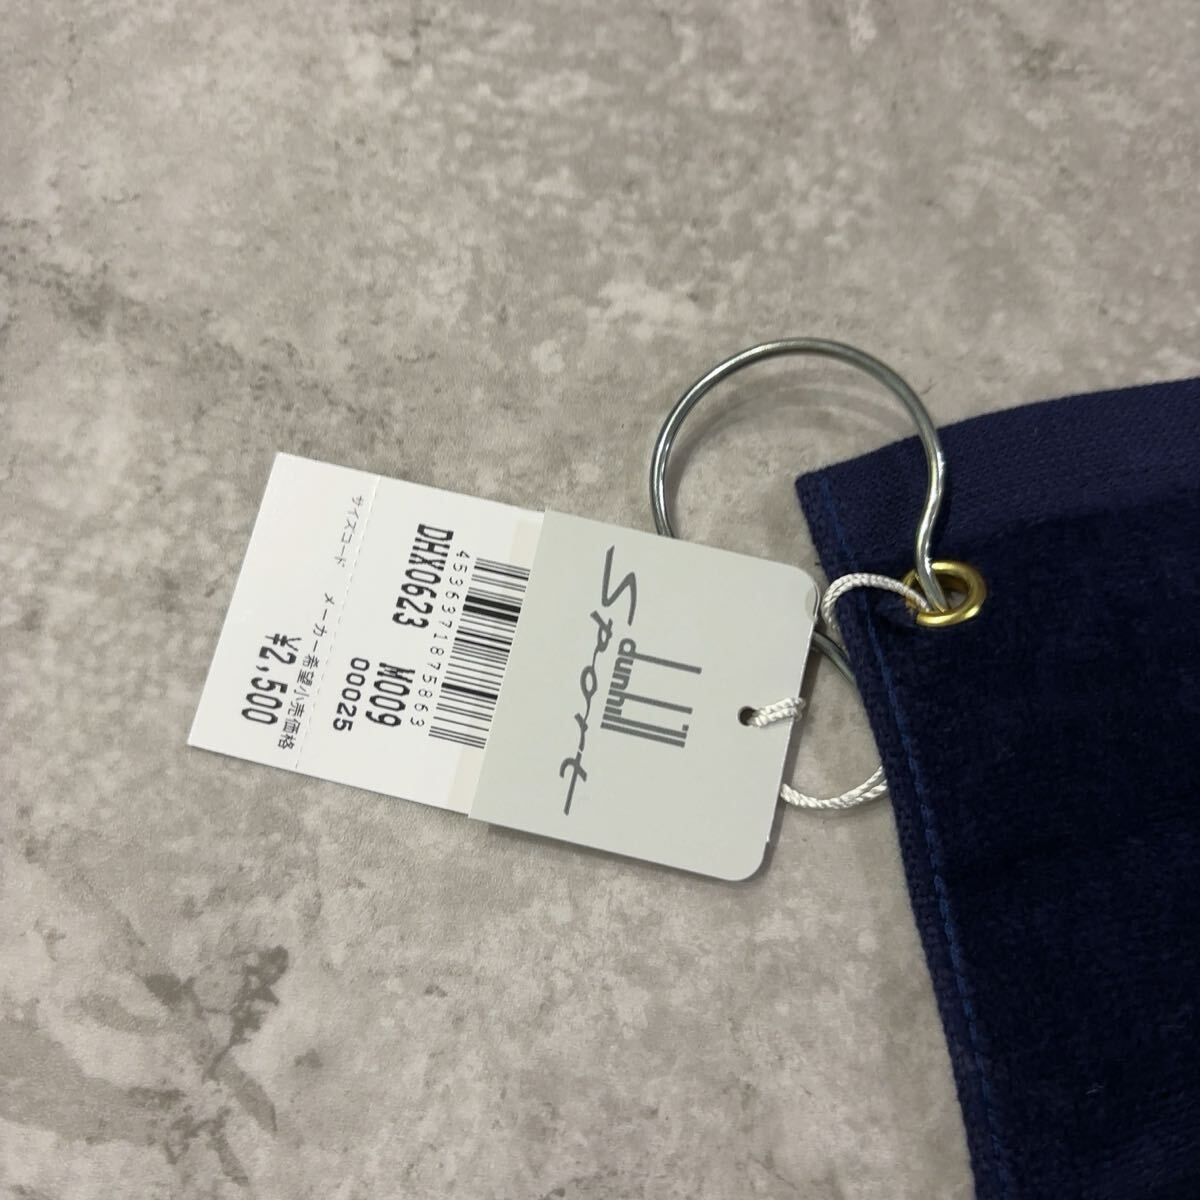 dunhill
Sport
4536371875863
DHX0623 M009
00025
サイズコード メーカー希望小売価格
¥2,500